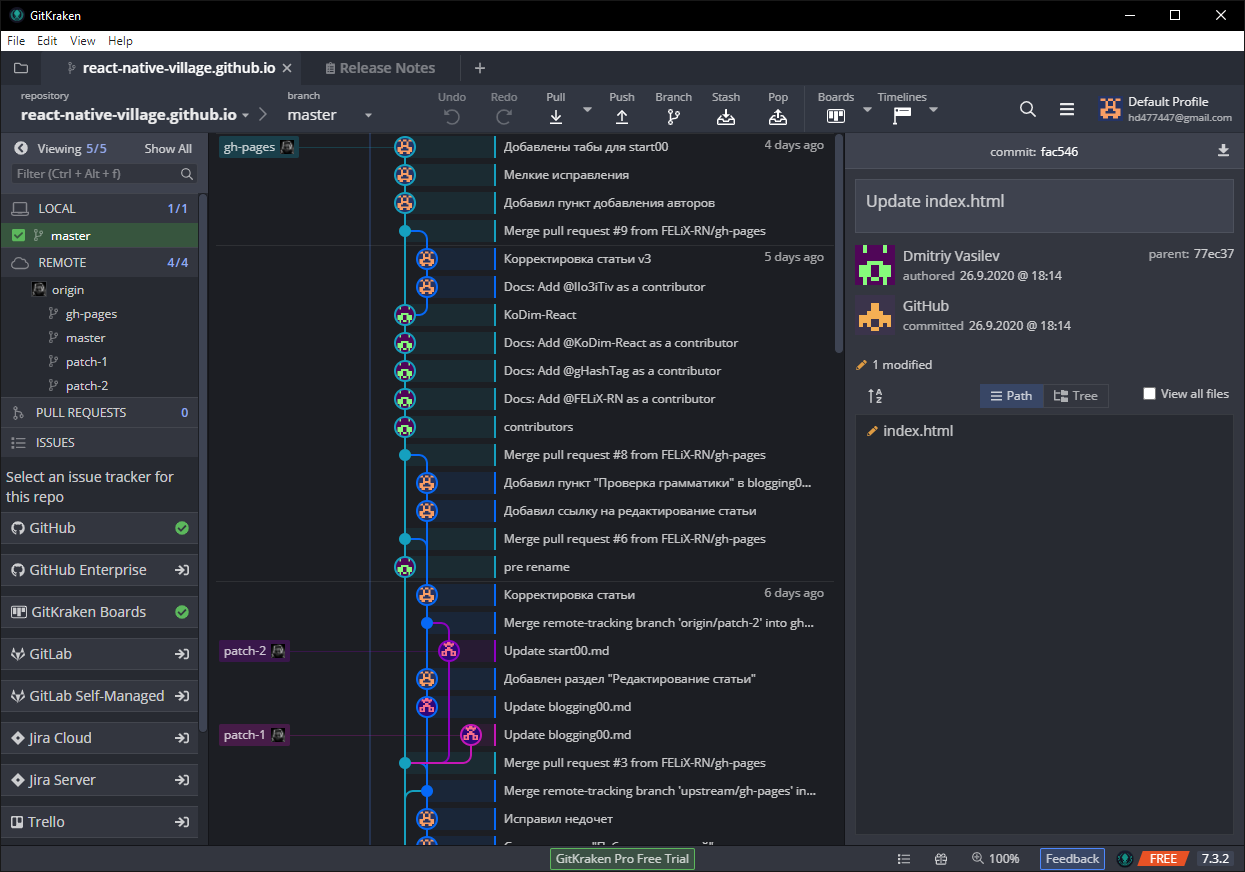 GitKraken
File Edit View Help
react-native-village.github.io
Release Notes
repository
react-native-village.github.io
branch
master
Undo
Redo
Pull
Push
Branch
Stash
Pop
Boards
Timelines
Default Profile
hd477447@gmail.com
Viewing 5/5
Show All
Filter (Ctrl + Alt + f)
LOCAL 1/1
master
REMOTE 4/4
origin
gh-pages
master
patch-1
patch-2
PULL REQUESTS 0
ISSUES
Select an issue tracker for
this repo
GitHub
GitHub Enterprise
GitKraken Boards
GitLab
GitLab Self-Managed
Jira Cloud
Jira Server
Trello
gh-pages
Добавлены табы для start00 4 days ago
Мелкие исправления
Добавил пункт добавления авторов
Merge pull request #9 from FELiX-RN/gh-pages
Корректировка статьи v3 5 days ago
Docs: Add @IIo3iTiv as a contributor
KoDim-React
Docs: Add @KoDim-React as a contributor
Docs: Add @gHashTag as a contributor
Docs: Add @FELiX-RN as a contributor
contributors
Merge pull request #8 from FELiX-RN/gh-pages
Добавил пункт "Проверка грамматики" в blogging0...
Добавил ссылку на редактирование статьи
Merge pull request #6 from FELiX-RN/gh-pages
pre rename
Корректировка статьи 6 days ago
Merge remote-tracking branch 'origin/patch-2' into gh...
patch-2
Update start00.md
Добавлен раздел "Редактирование статьи"
Update blogging00.md
patch-1
Update blogging00.md
Merge pull request #3 from FELiX-RN/gh-pages
Merge remote-tracking branch 'upstream/gh-pages' in...
Исправил недочет
commit: fac546
Update index.html
Dmitriy Vasilev
authored 26.9.2020 @ 18:14
parent: 77ec37
GitHub
committed 26.9.2020 @ 18:14
1 modified
Path
Tree
View all files
index.html
GitKraken Pro Free Trial
100%
Feedback
FREE
7.3.2